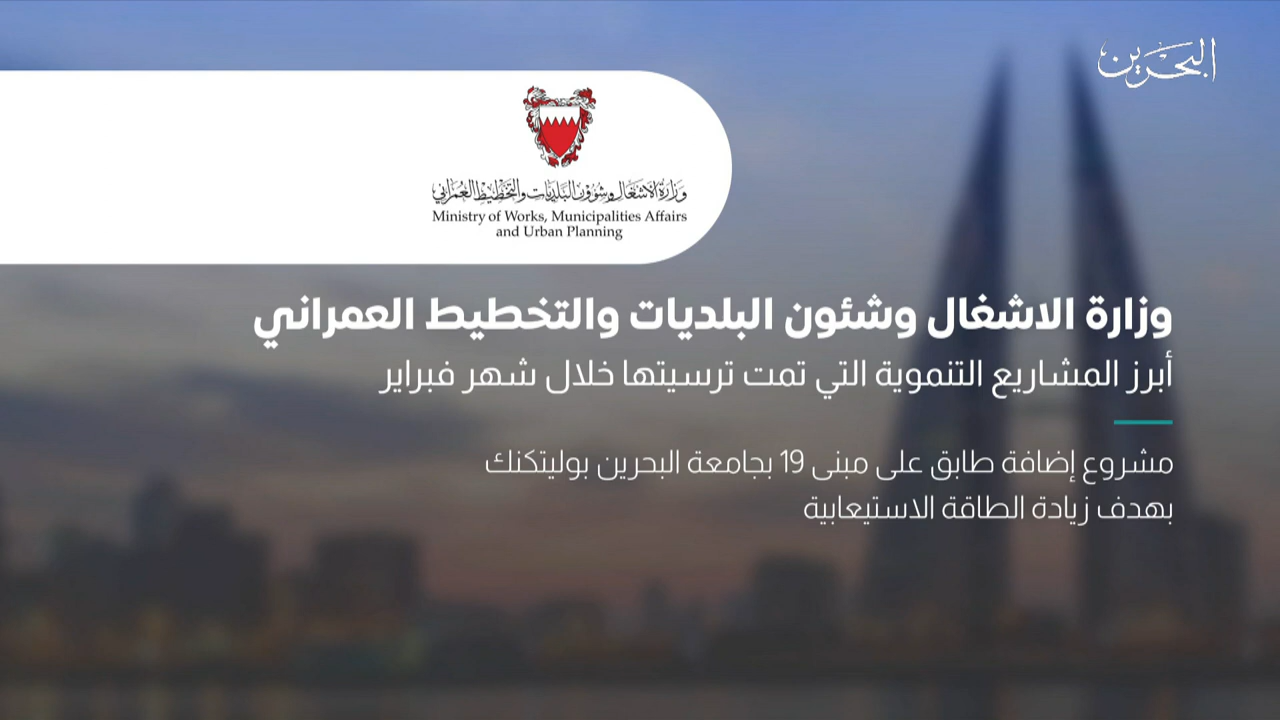 البحرين
وزارة الاشغال وشؤون البلديات والتخطيط العمراني
Ministry of Works, Municipalities Affairs
and Urban Planning
وزارة الاشغال وشئون البلديات والتخطيط العمراني
أبرز المشاريع التنموية التي تمت ترسيتها خلال شهر فبراير
مشروع إضافة طابق على مبنى 19 بجامعة البحرين بوليتكنك
بهدف زيادة الطاقة الاستيعابية